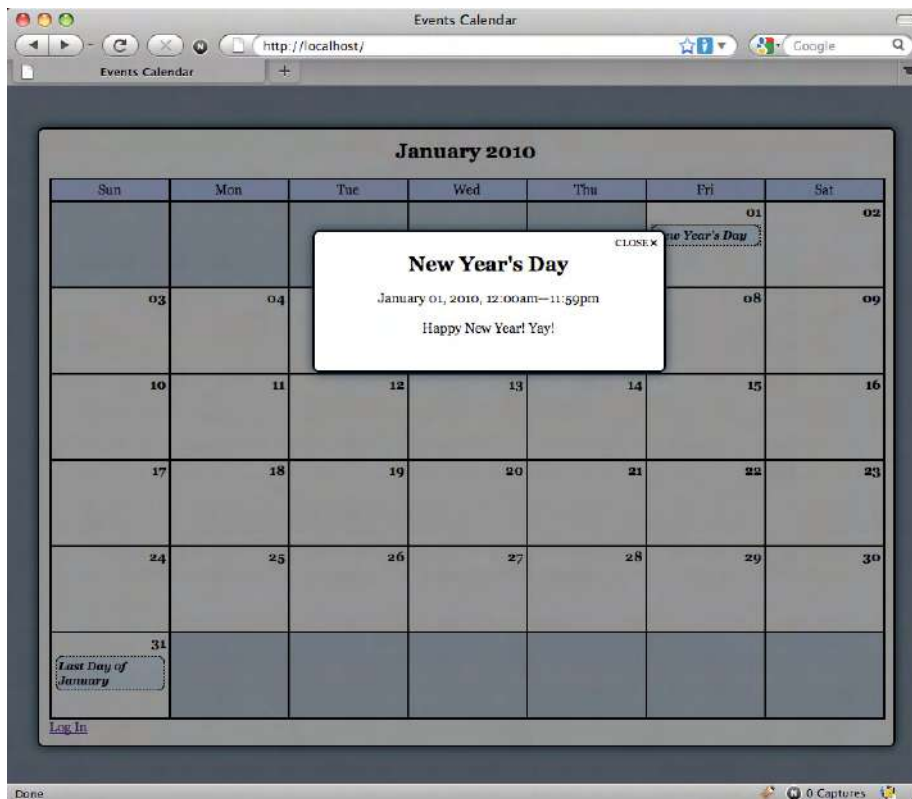 Events Calendar
http://localhost/
Google
Events Calendar
+
January 2010
Sun Mon Tue Wed Thu Fri Sat
01 02
New Year's Day
CLOSE ×
New Year's Day
January 01, 2010, 12:00am—11:59pm
Happy New Year! Yay!
03 04 08 09
10 11 12 13 14 15 16
17 18 19 20 21 22 23
24 25 26 27 28 29 30
31
Last Day of
January
Log In
Done 0 Captures